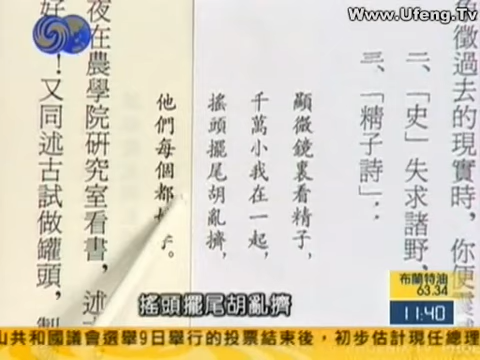 Www.Ufeng.Tv
色徵過去的現實時，你便
二、「史」失求諸野、
三、「精子詩」．：
顯微鏡裏看精子，
千萬小我在一起，
搖頭擺尾胡亂擠，
他們每個都
夜在農學院研究室看書，述
好！又同述古試做罐頭，製
搖頭擺尾胡亂擠
布蘭特油
63.34
11:40
山共和國議會選舉9日舉行的投票結束後，初步估計現任總理